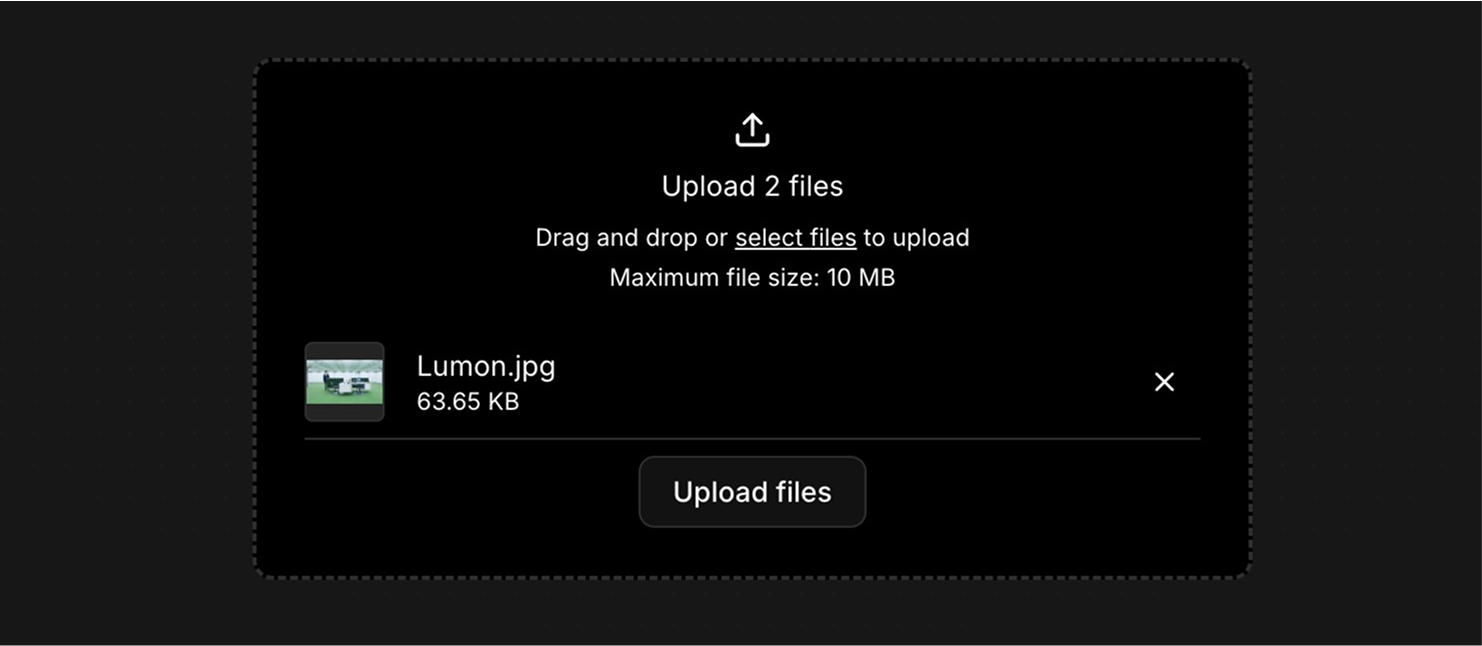 Upload 2 files
Drag and drop or select files to upload
Maximum file size: 10 MB
Lumon.jpg
63.65 KB
Upload files